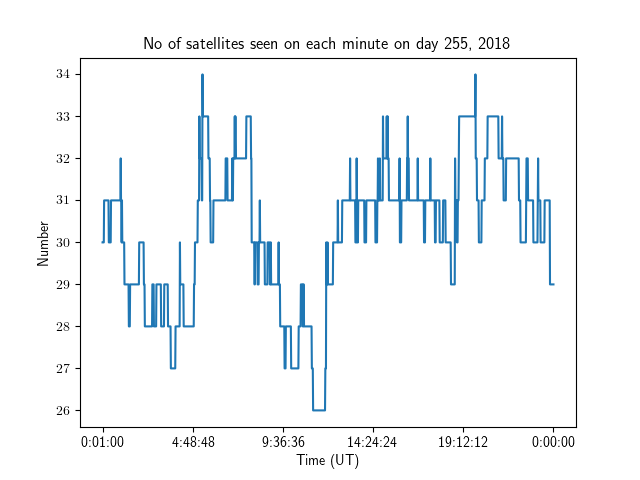 No of satellites seen on each minute on day 255, 2018
34
33
32
31
30
29
28
27
26
Number
0:01:00 4:48:48 9:36:36 14:24:24 19:12:12 0:00:00
Time (UT)